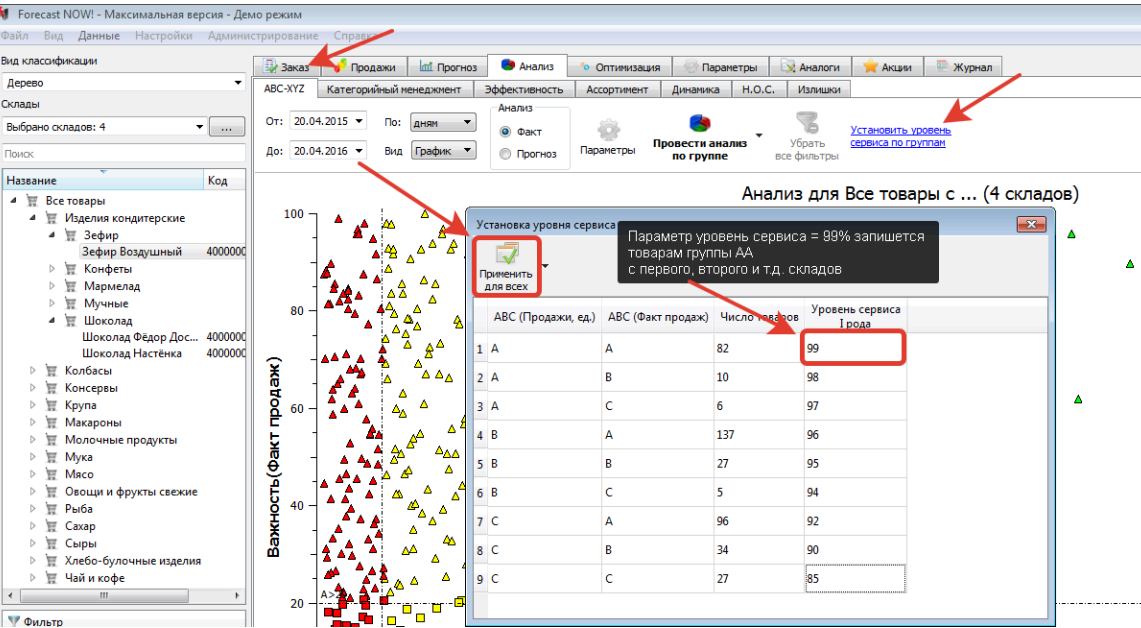 Forecast NOW! - Максимальная версия - Демо режим
Файл Вид Данные Настройки Администрирование Справка
Вид классификации
Дерево
Склады
Выбрано складов: 4
...
Поиск
Название Код
Все товары
Изделия кондитерские
Зефир
Зефир Воздушный 4000000
Конфеты
Мармелад
Мучные
Шоколад
Шоколад Фёдор Дос... 4000000
Шоколад Настёнка 4000000
Колбасы
Консервы
Крупа
Макароны
Молочные продукты
Мука
Мясо
Овощи и фрукты свежие
Рыба
Сахар
Сыры
Хлебо-булочные изделия
Чай и кофе
Фильтр
Заказ Продажи Прогноз Анализ Оптимизация Параметры Аналоги Акции Журнал
ABC-XYZ Категорийный менеджмент Эффективность Ассортимент Динамика Н.О.С. Излишки
От: 20.04.2015 По: дням
До: 20.04.2016 Вид График
Анализ
Факт
Прогноз
Параметры
Провести анализ
по группе
Убрать
все фильтры
Установить уровень
сервиса по группам
Анализ для Все товары с ... (4 складов)
Важность(Факт продаж)
100
80
60
40
20
Установка уровня сервиса
Применить
для всех
Параметр уровень сервиса = 99% запишется
товарам группы АА
с первого, второго и т.д. складов
ABC (Продажи, ед.) ABC (Факт продаж) Число товаров Уровень сервиса
I рода
1 A A 82 99
2 A B 10 98
3 A C 6 97
4 B A 137 96
5 B B 27 95
6 B C 5 94
7 C A 96 92
8 C B 34 90
9 C C 27 85